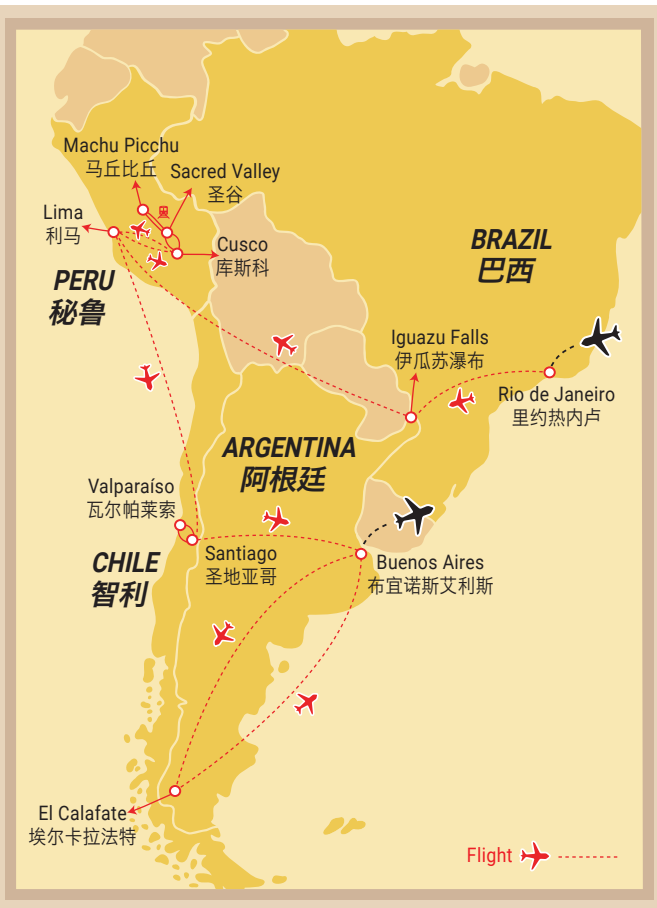 Machu Picchu
马丘比丘
Sacred Valley
圣谷
Lima
利马
Cusco
库斯科
PERU
秘鲁
BRAZIL
巴西
Iguazu Falls
伊瓜苏瀑布
Rio de Janeiro
里约热内卢
ARGENTINA
阿根廷
Valparaíso
瓦尔帕莱索
CHILE
智利
Santiago
圣地亚哥
Buenos Aires
布宜诺斯艾利斯
El Calafate
埃尔卡拉法特
Flight